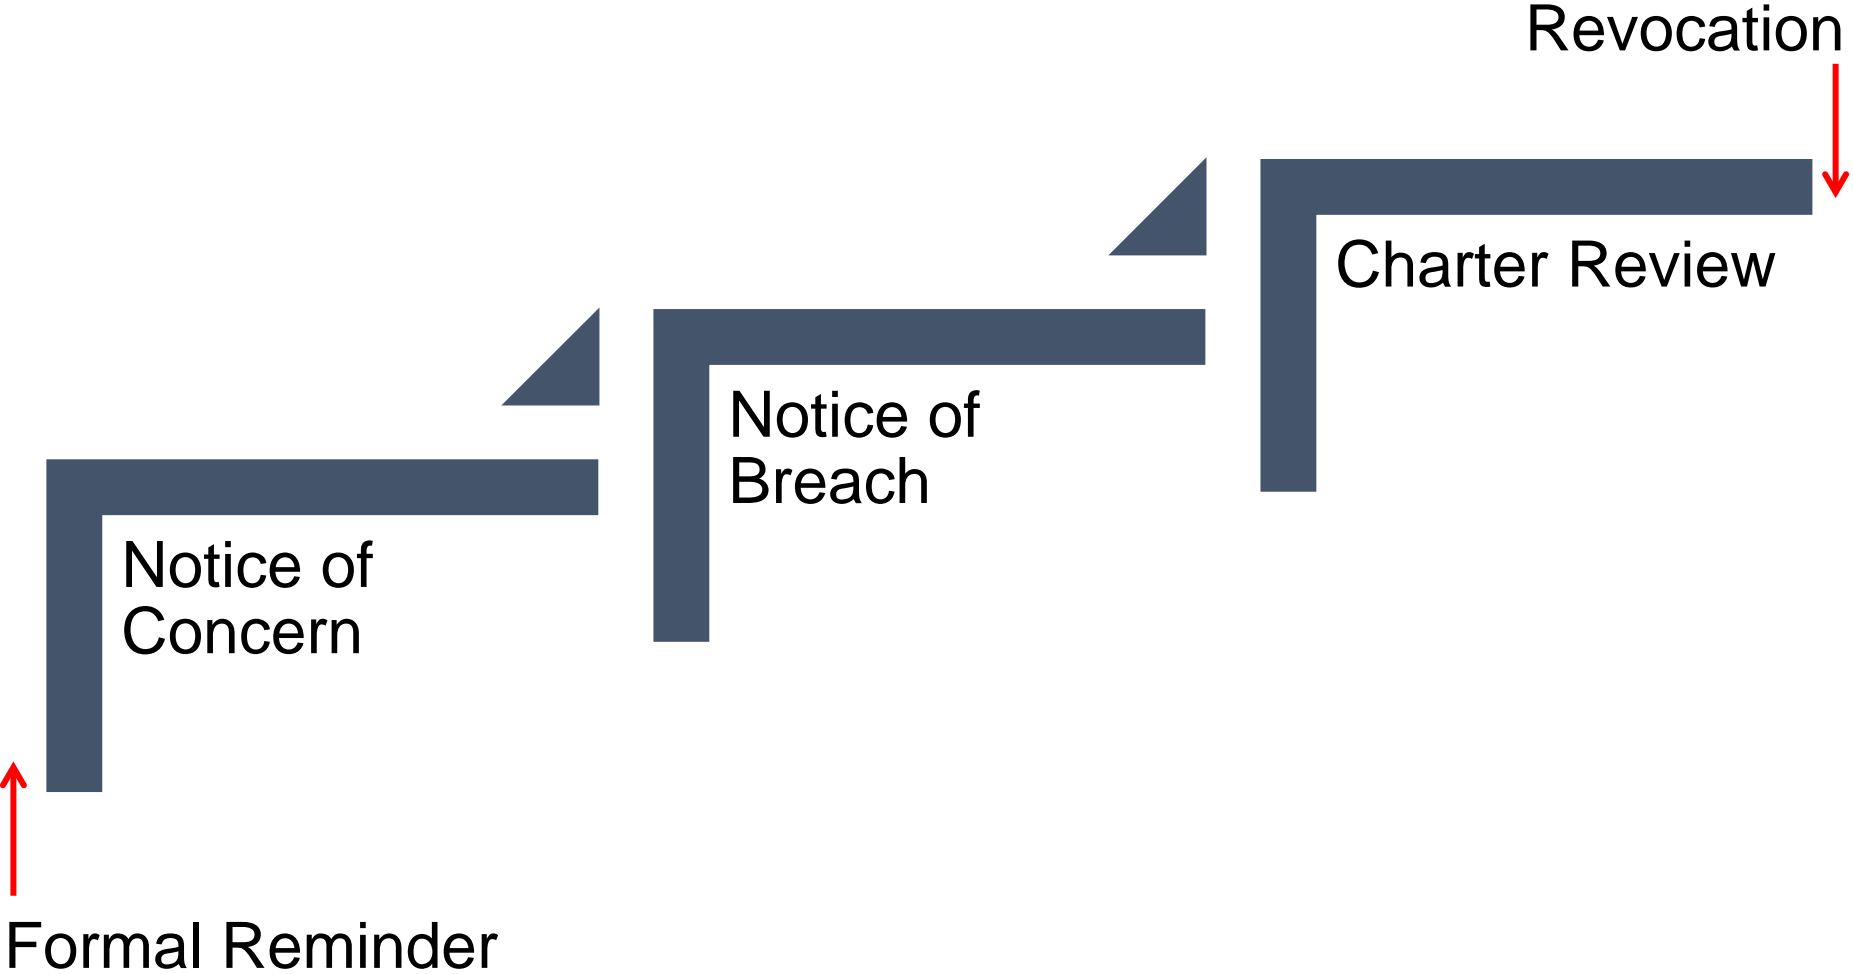 Revocation
Charter Review
Notice of
Breach
Notice of
Concern
Formal Reminder